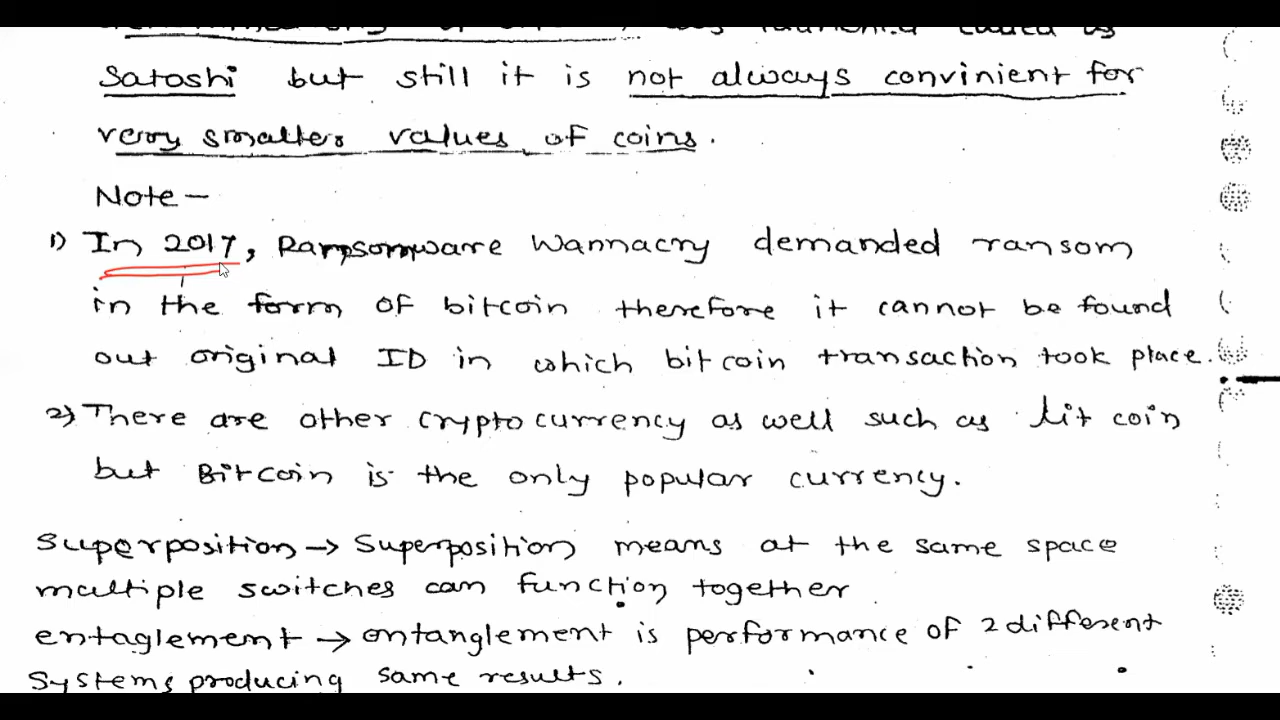 Satoshi but still it is not always convinient for
very smaller values of coins.
Note -
1) In 2017, Ransomware Wannacry demanded ransom
in the form of bitcoin therefore it cannot be found
out original ID in which bitcoin transaction took place.
2) There are other cryptocurrency as well such as lit coin
but BitCoin is the only popular currency.
Superposition → Superposition means at the same space
multiple switches can function together
entaglement → ontanglement is performance of 2 different
Systems producing same results.